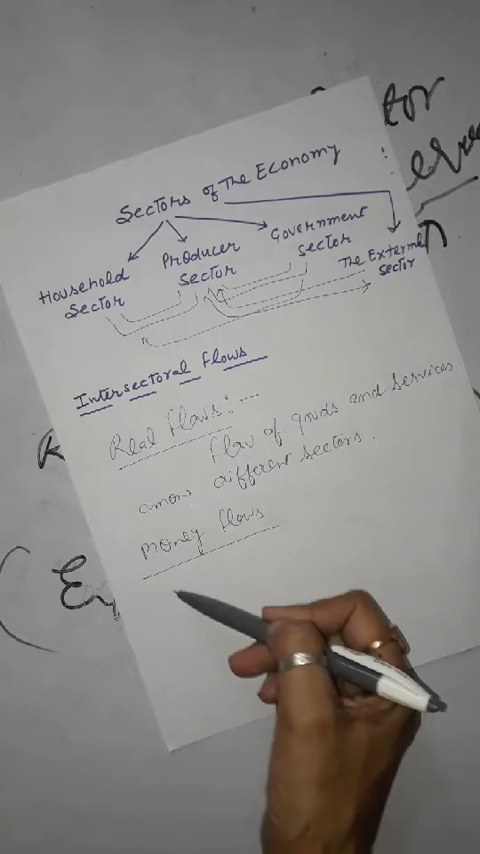 Sectors of The Economy
Household Sector
Producer Sector
Government Sector
The External Sector
Intersectoral Flows
Real flows:....
Flow of goods and services
among different sectors.
Money flows